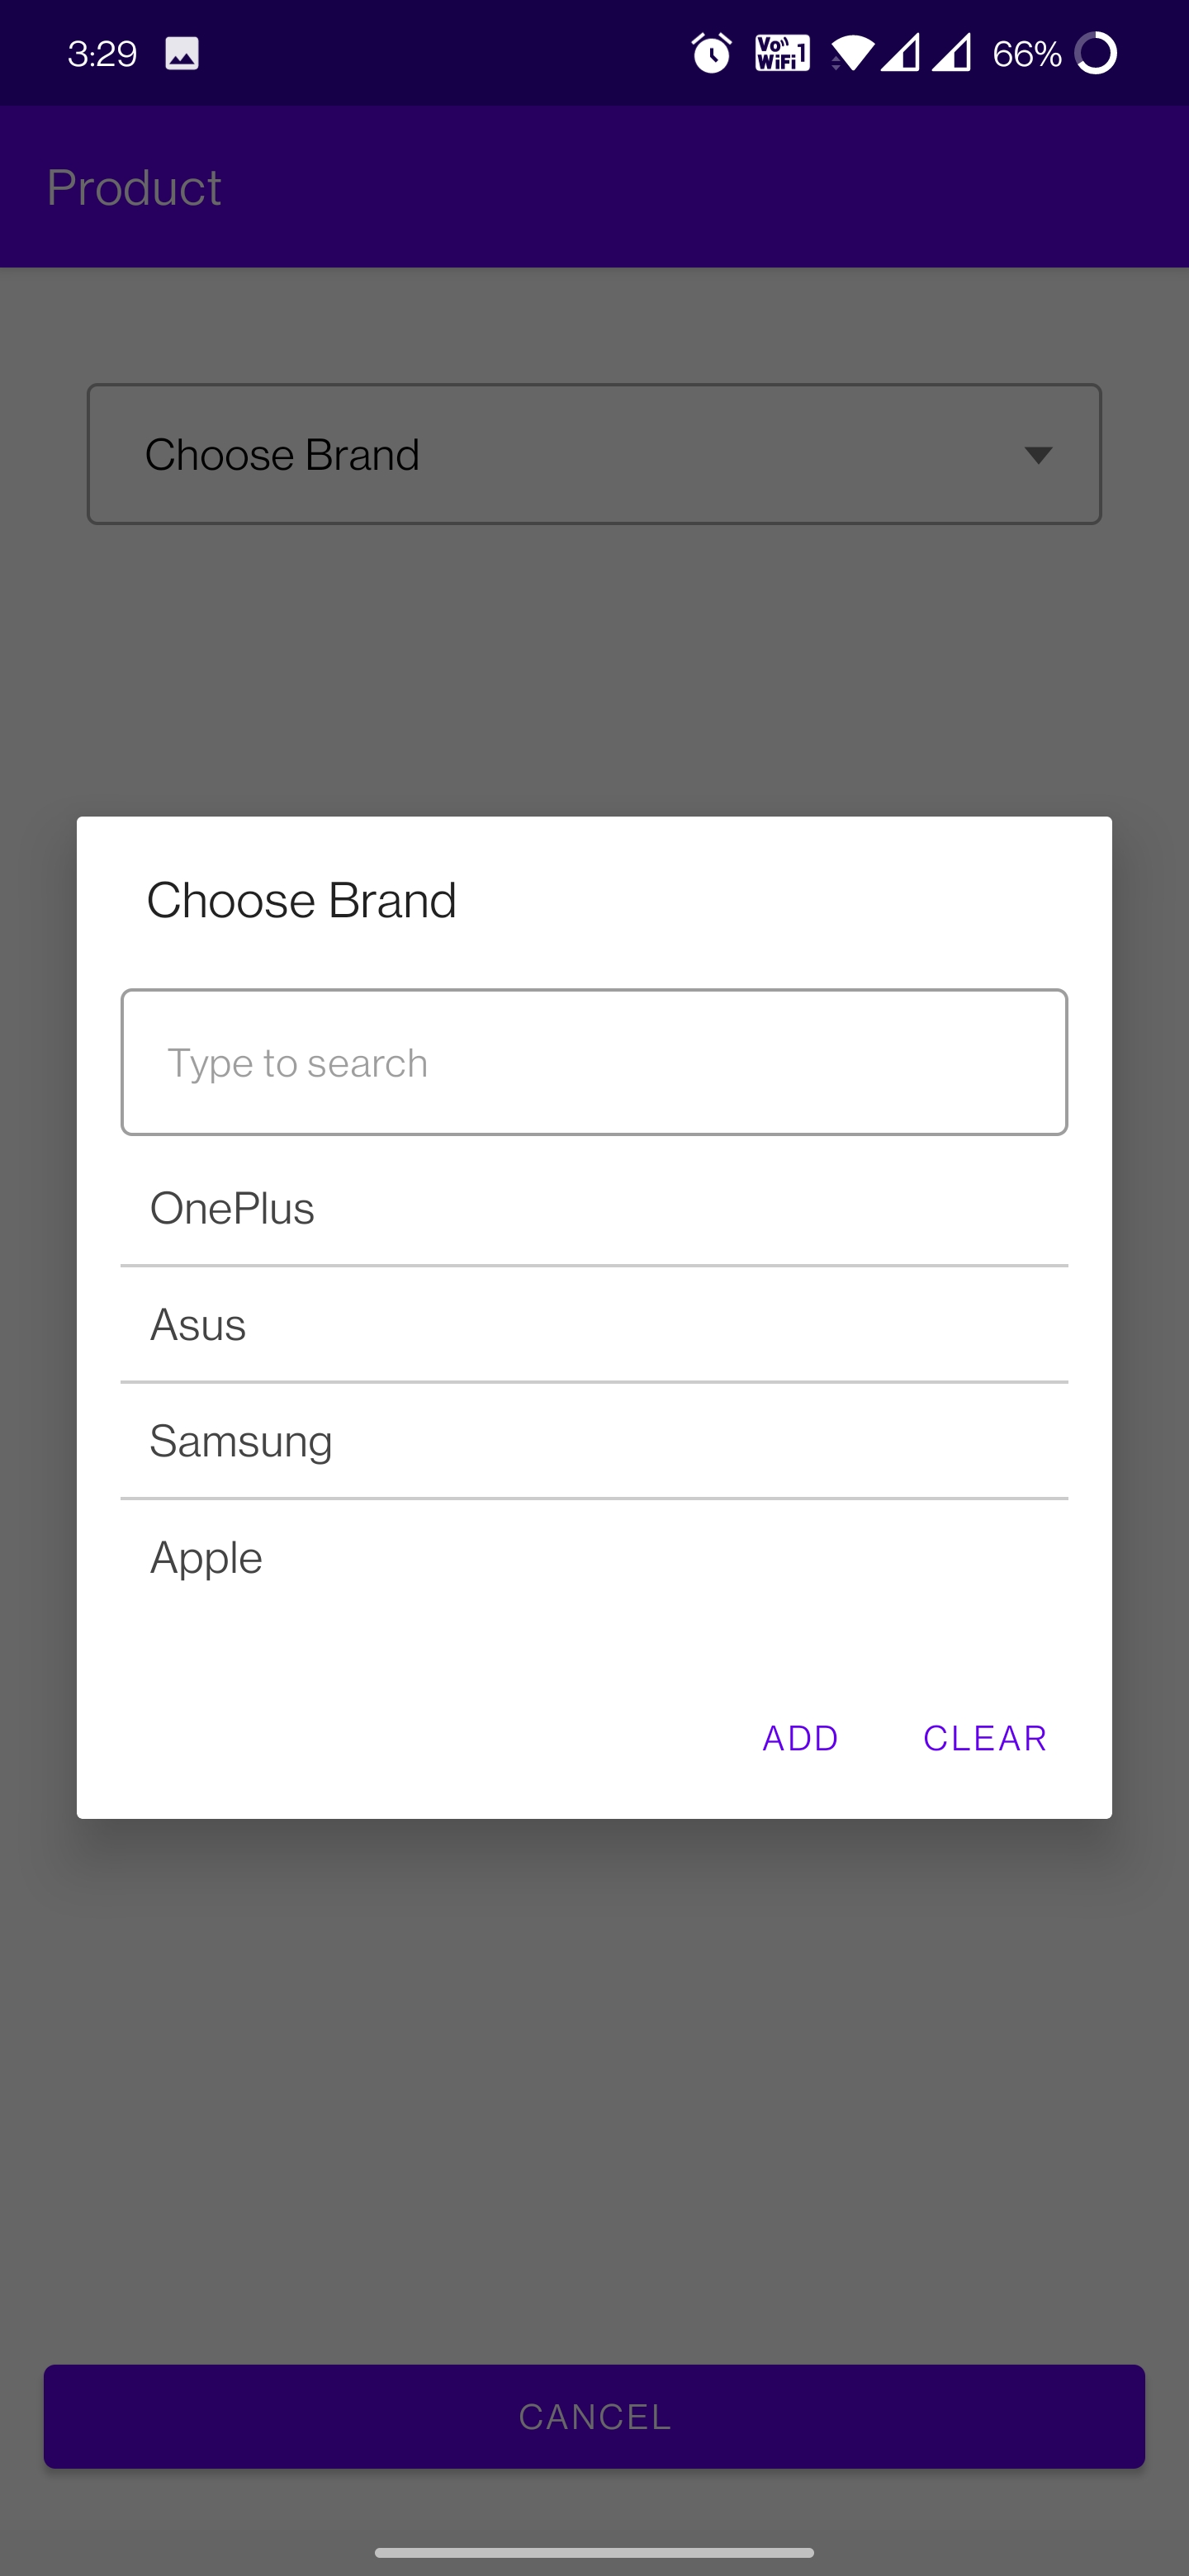 3:29
Vo WiFi 1
66%
Product
Choose Brand
Choose Brand
Type to search
OnePlus
Asus
Samsung
Apple
ADD CLEAR
CANCEL